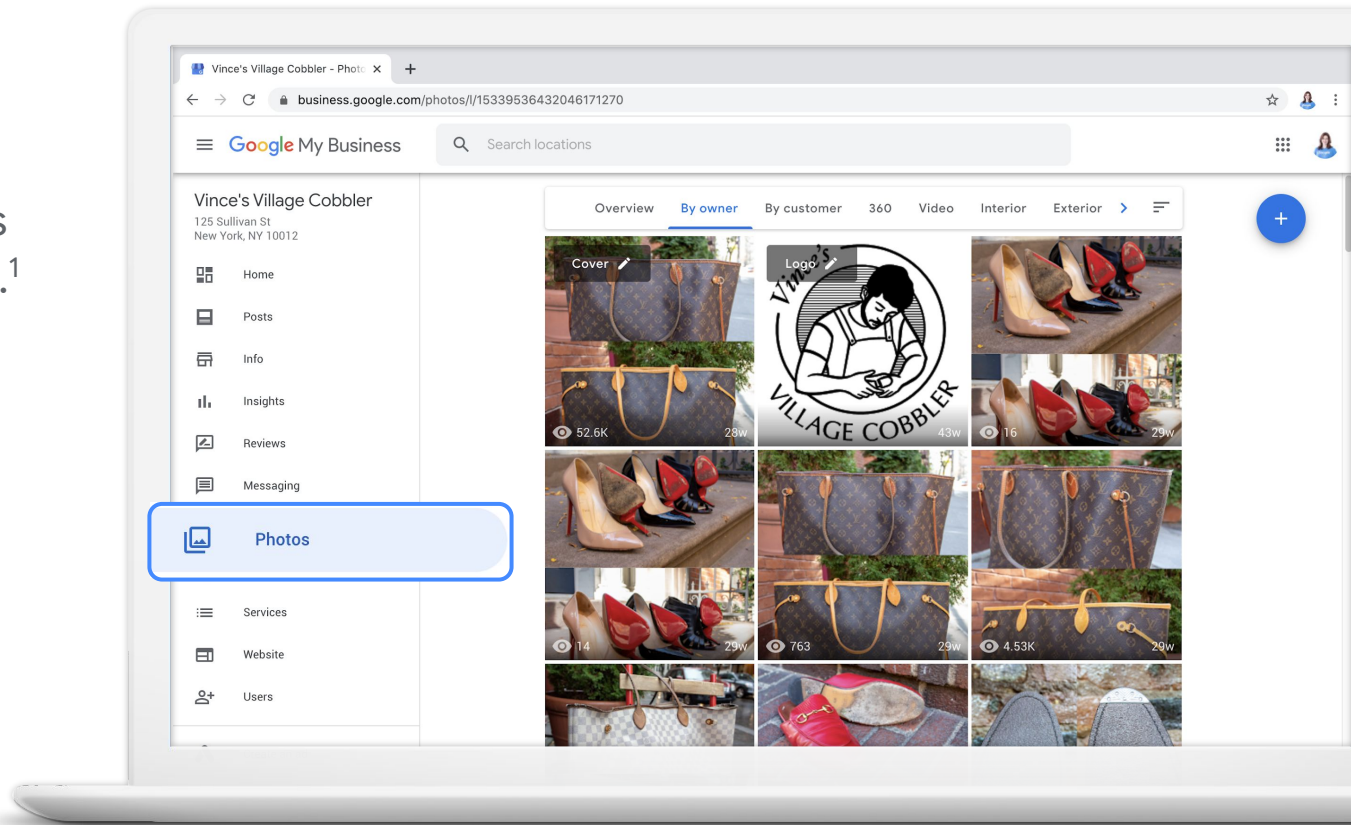 s
1
.
Vince's Village Cobbler - Photo
business.google.com/photos/l/15339536432046171270
Google My Business
Search locations
Vince's Village Cobbler
125 Sullivan St
New York, NY 10012
Home
Posts
Info
Insights
Reviews
Messaging
Photos
Services
Website
Users
Overview By owner By customer 360 Video Interior Exterior
Cover
52.6K 28w
Logo
Vince's
VILLAGE COBBLER
43w
16 29w
14 29w
763 29w
4.53K 29w